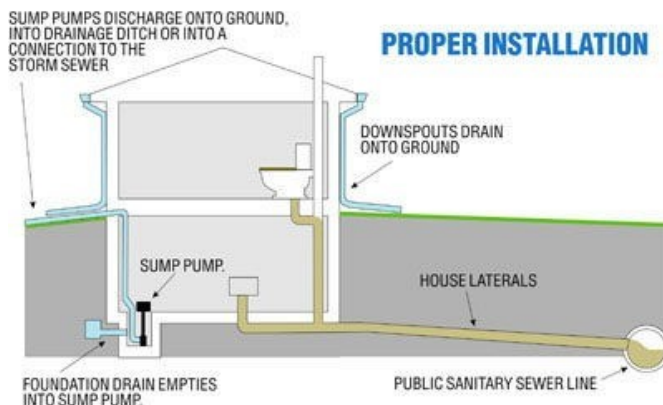 SUMP PUMPS DISCHARGE ONTO GROUND,
INTO DRAINAGE DITCH OR INTO A
CONNECTION TO THE
STORM SEWER
PROPER INSTALLATION
DOWNSPOUTS DRAIN
ONTO GROUND
SUMP PUMP.
HOUSE LATERALS
FOUNDATION DRAIN EMPTIES
INTO SUMP PUMP.
PUBLIC SANITARY SEWER LINE